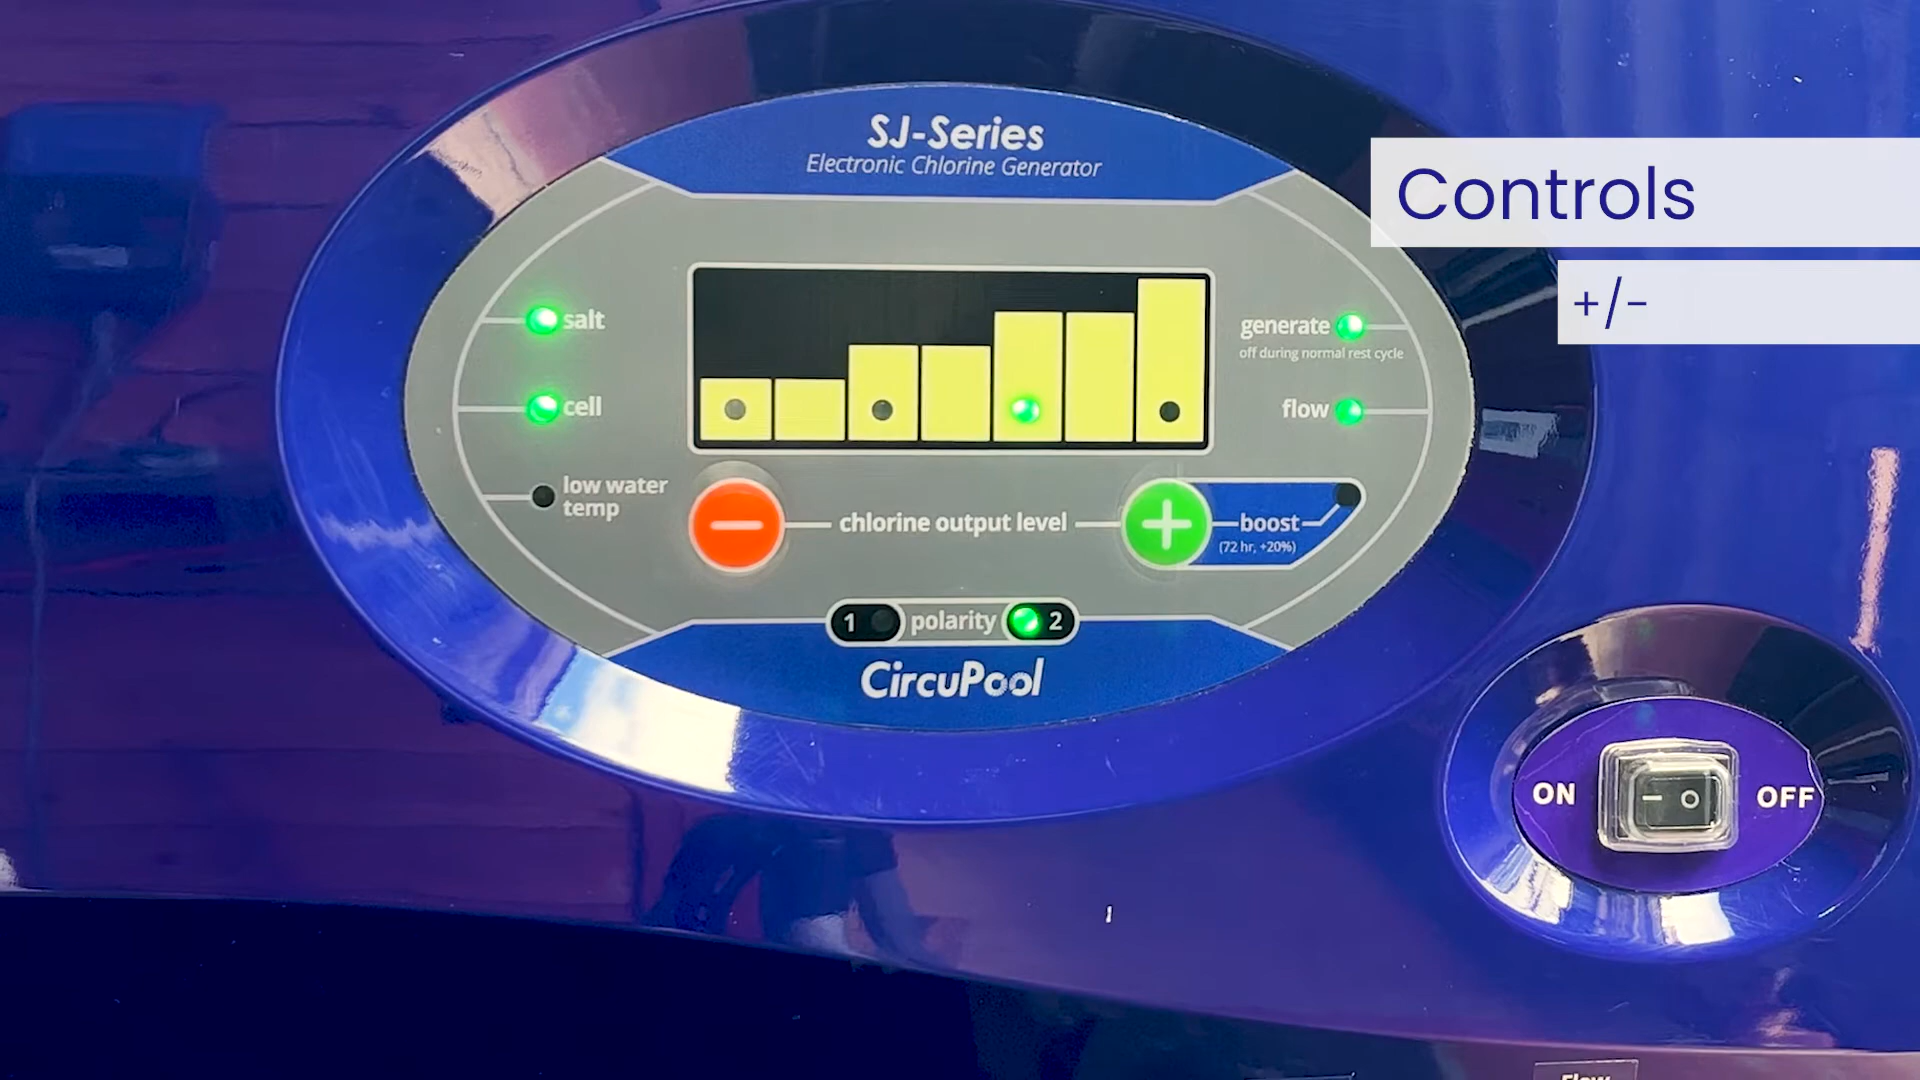 SJ-Series
Electronic Chlorine Generator
Controls
+/-
salt
generate
off during normal rest cycle
cell
flow
low water
temp
−
chlorine output level
+
boost
(72 hr, +20%)
1 polarity 2
CircuPool
ON
OFF
Flow